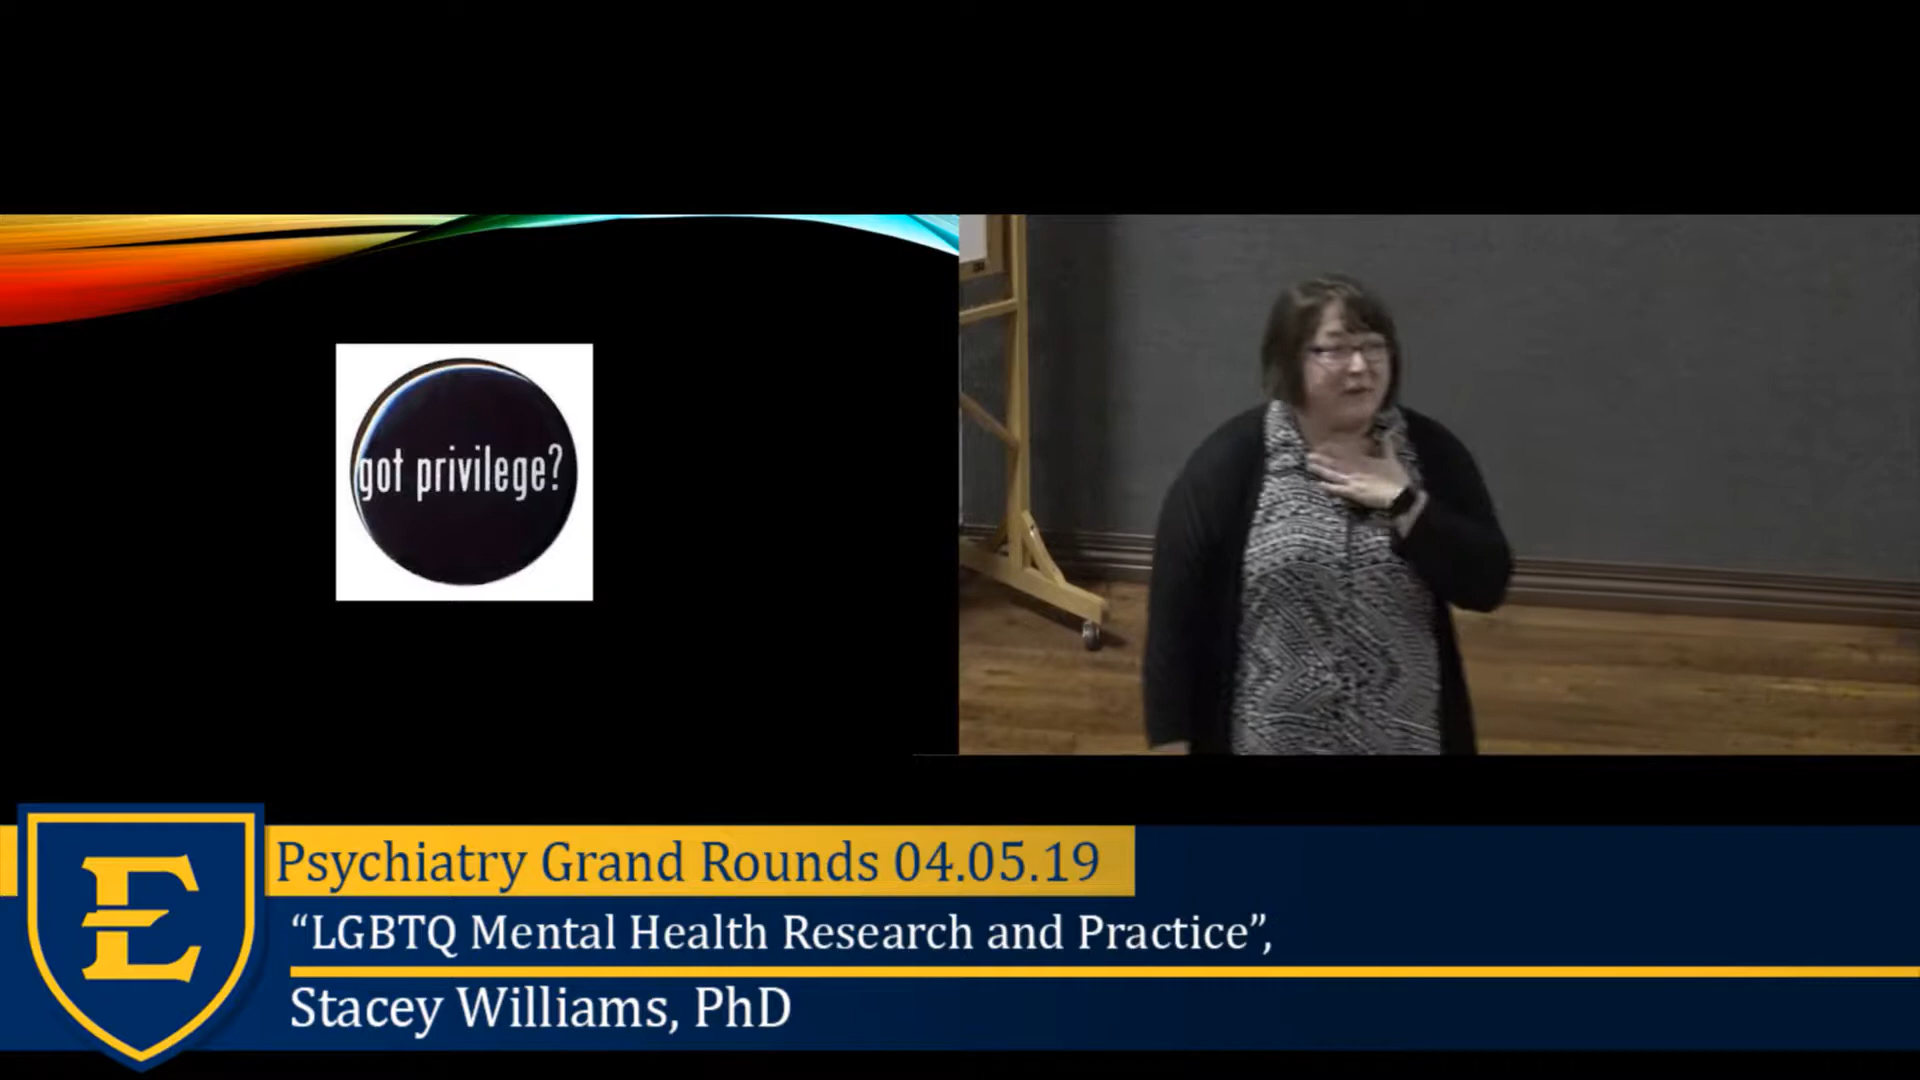 got privilege?
E
Psychiatry Grand Rounds 04.05.19
“LGBTQ Mental Health Research and Practice”,
Stacey Williams, PhD